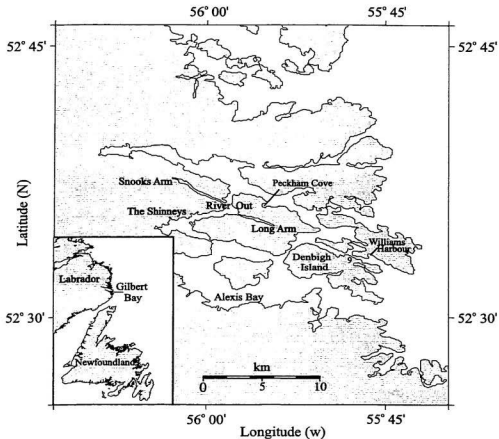 56° 00'
55° 45'
52° 45'
52° 45'
Snooks Arm
Peckham Cove
The Shinneys
River Out
Long Arm
Williams
Harbour
Denbigh
Island
Latitude (N)
Labrador
Gilbert
Bay
Alexis Bay
52° 30'
52° 30'
Newfoundland
km
0
5
10
56° 00'
55° 45'
Longitude (w)